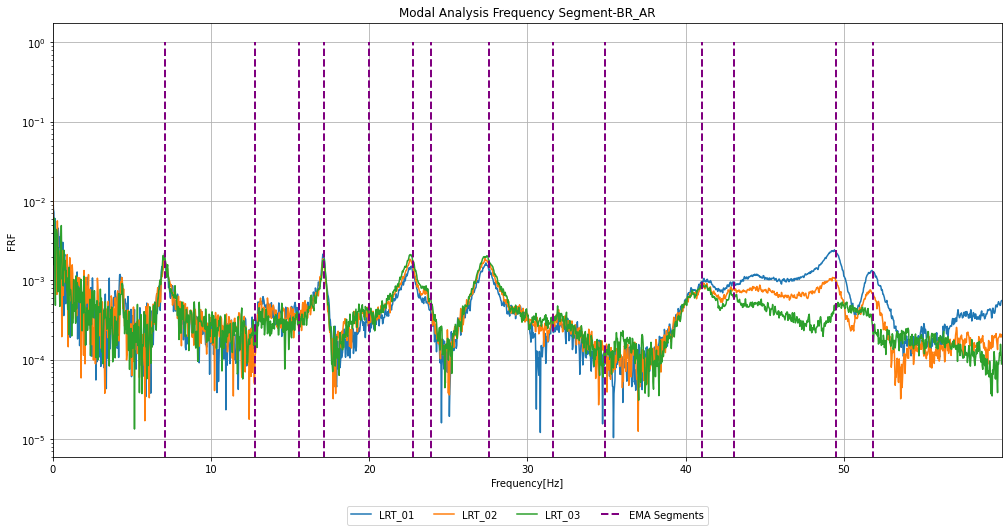 Modal Analysis Frequency Segment-BR_AR
FRF
10⁰
10⁻¹
10⁻²
10⁻³
10⁻⁴
10⁻⁵
0 10 20 30 40 50
Frequency[Hz]
LRT_01 LRT_02 LRT_03 EMA Segments